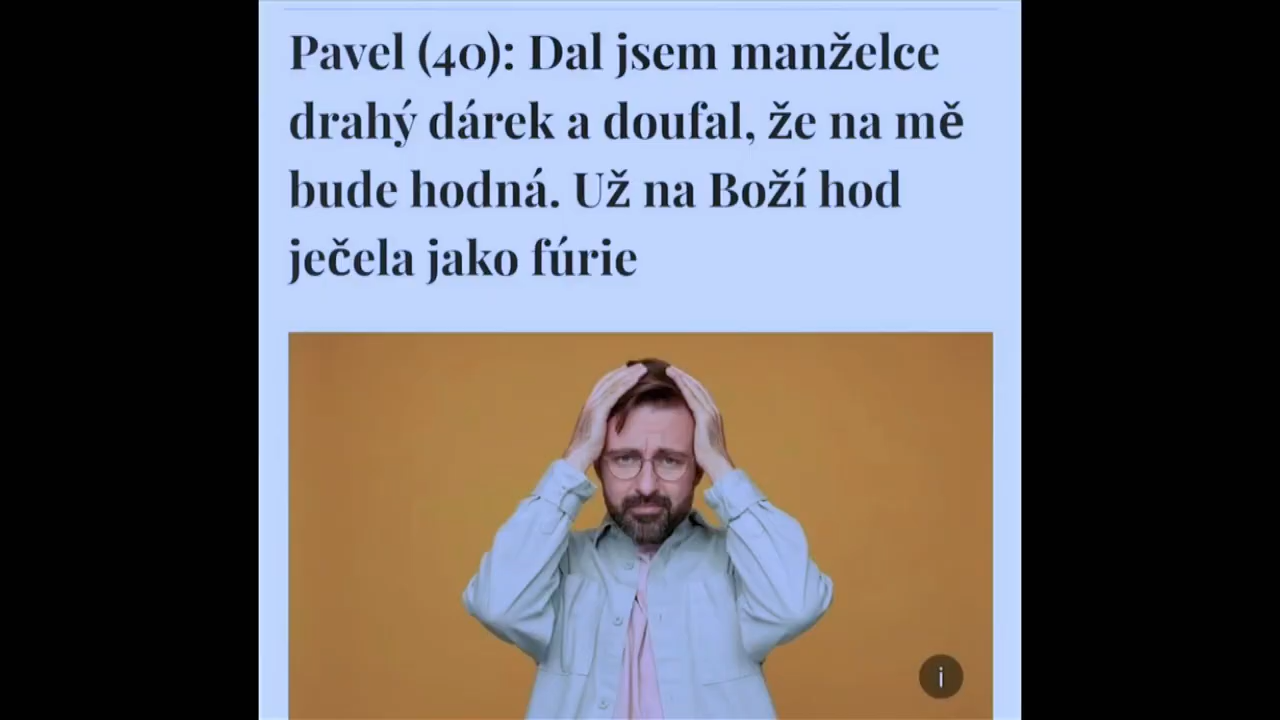 Pavel (40): Dal jsem manželce
drahý dárek a doufal, že na mě
bude hodná. Už na Boží hod
ječela jako fúrie
i